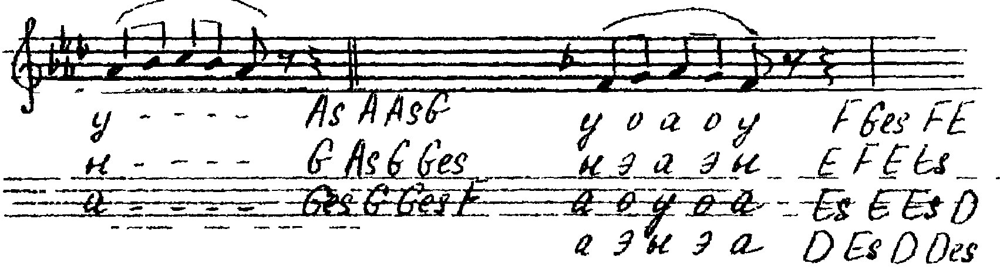 у - - - - As A As G у о а о у F Ges F E
и - - - - G As G Ges и э а э и E F E Es
а - - - - Ges G Ges F а о у о а Es E Es D
а э и э а D Es D Des